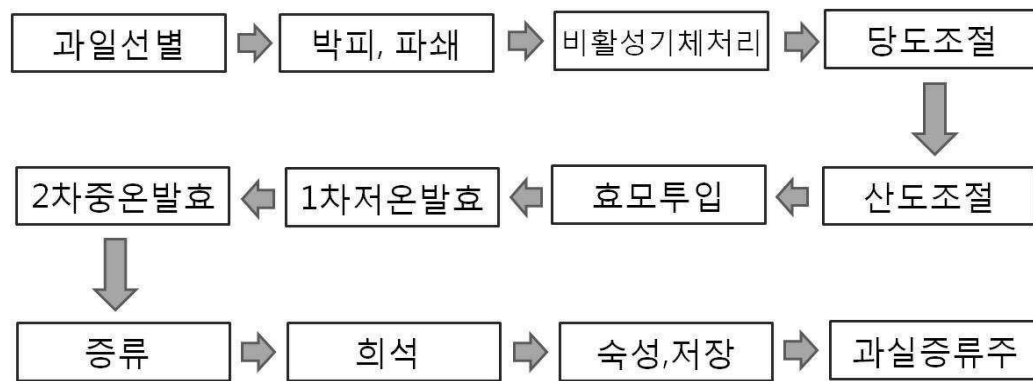 과일선별
박피, 파쇄
비활성기체처리
당도조절
산도조절
효모투입
1차저온발효
2차중온발효
증류
희석
숙성,저장
과실증류주